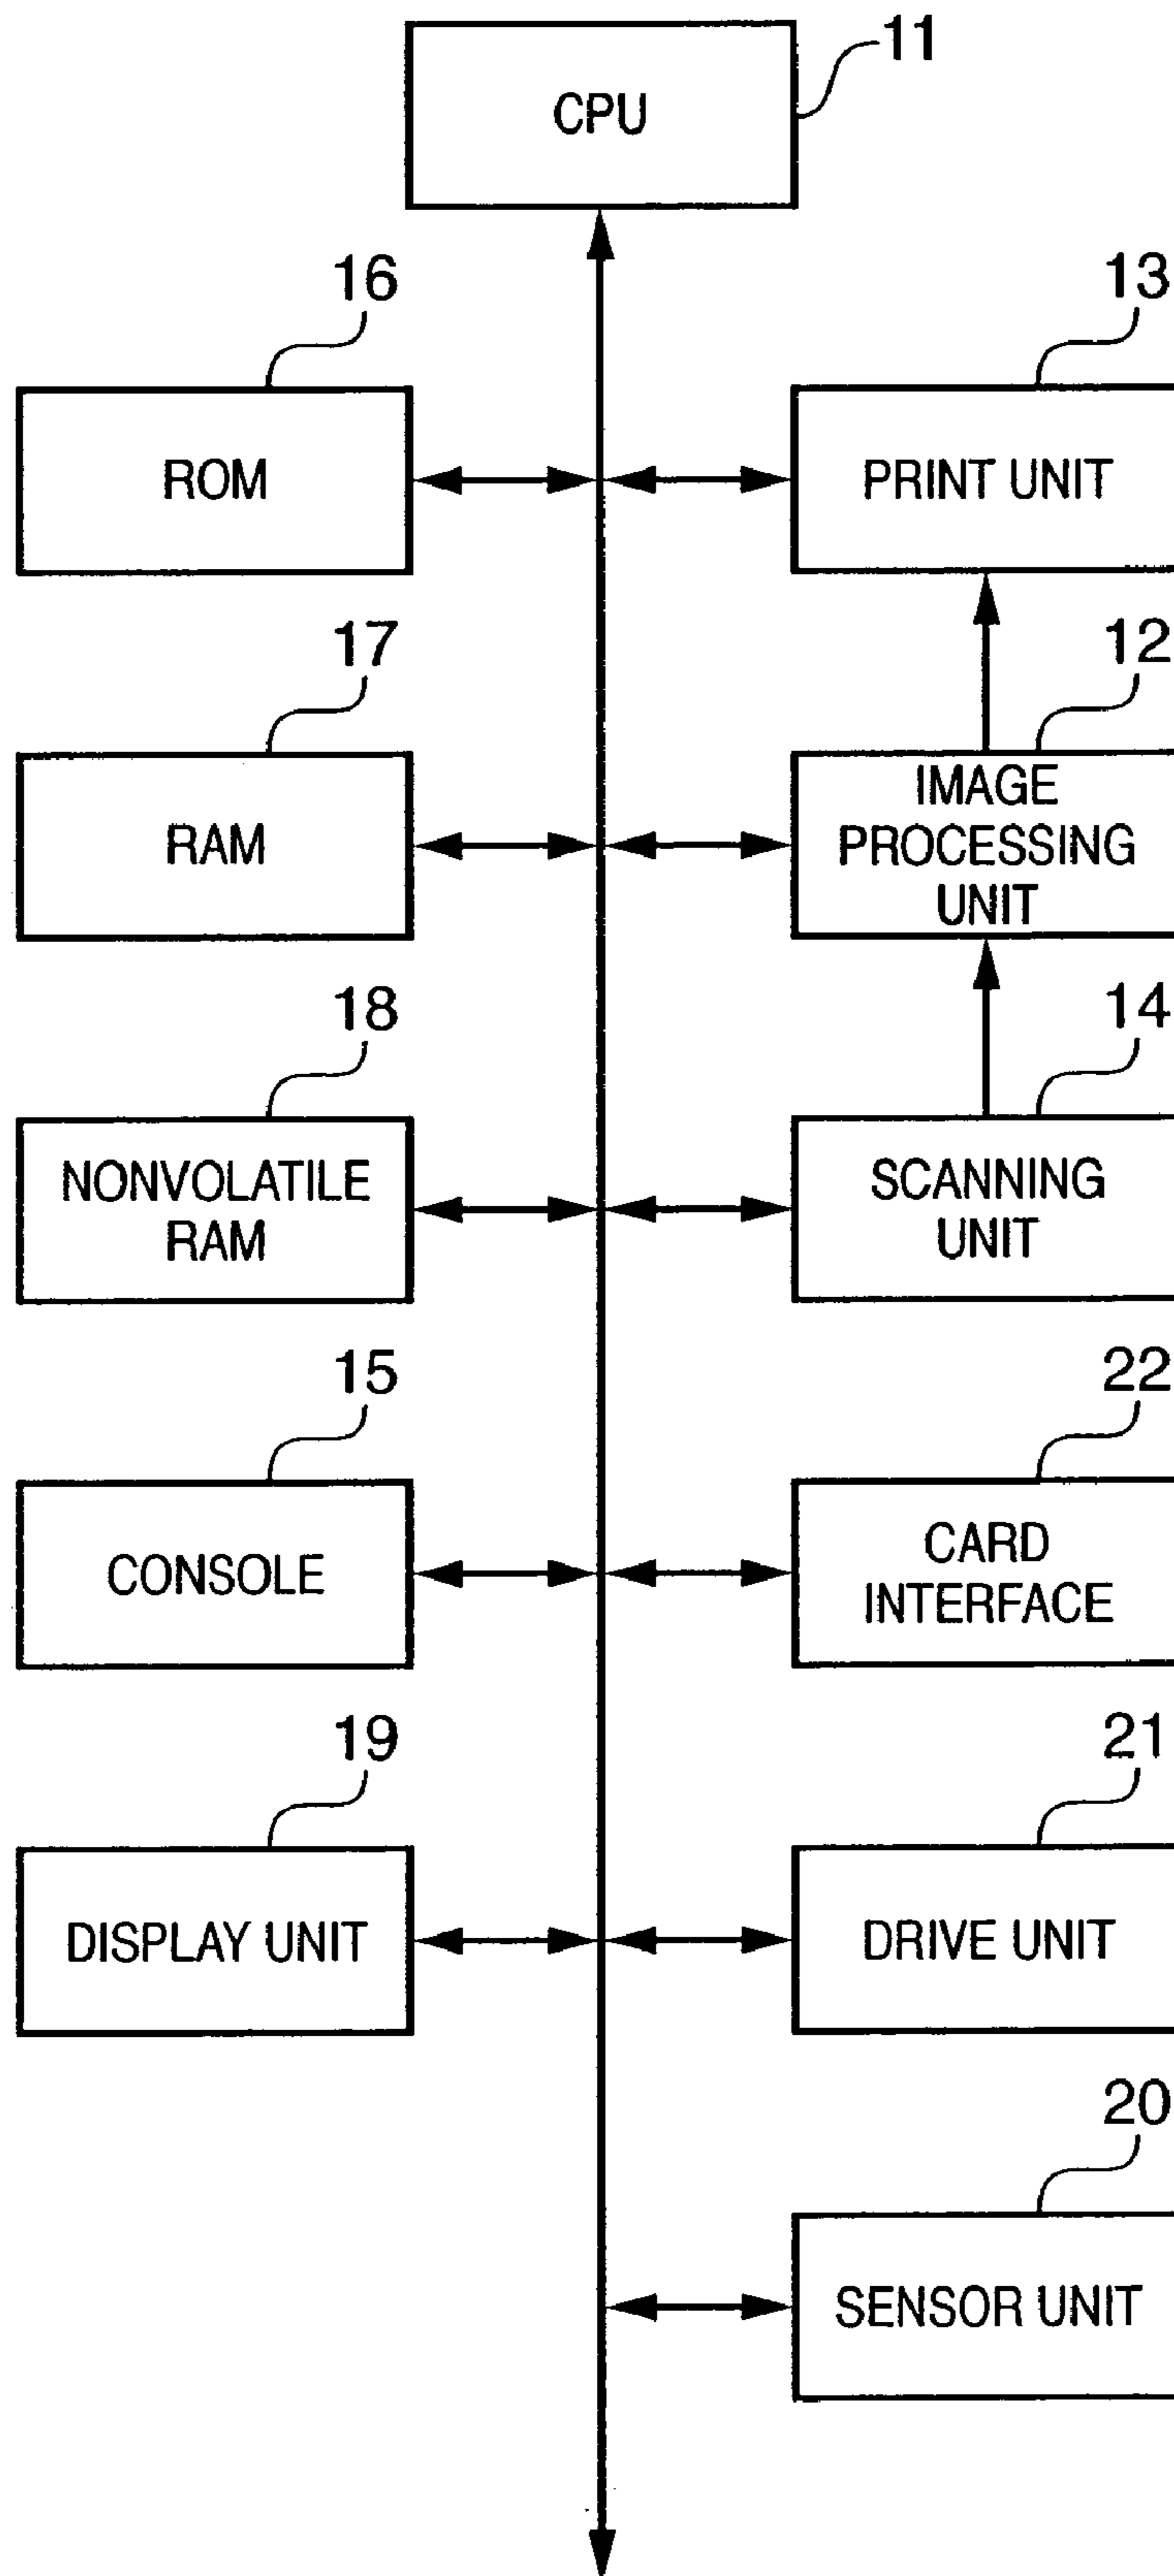 11
CPU
16
13
ROM
PRINT UNIT
17
12
RAM
IMAGE
PROCESSING
UNIT
18
14
NONVOLATILE
RAM
SCANNING
UNIT
15
22
CONSOLE
CARD
INTERFACE
19
21
DISPLAY UNIT
DRIVE UNIT
20
SENSOR UNIT